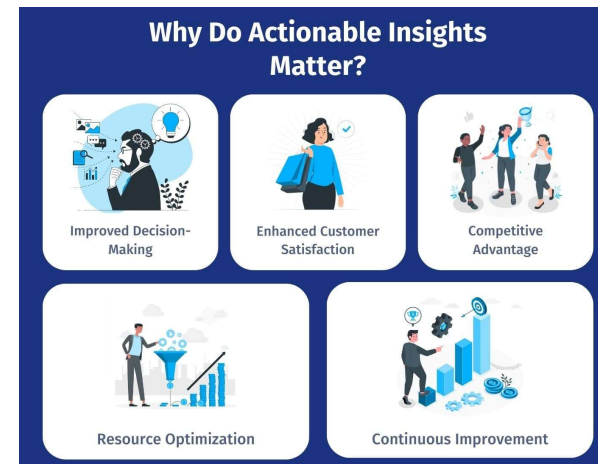 Why Do Actionable Insights
Matter?
Improved Decision-
Making
Enhanced Customer
Satisfaction
Competitive
Advantage
Resource Optimization
Continuous Improvement